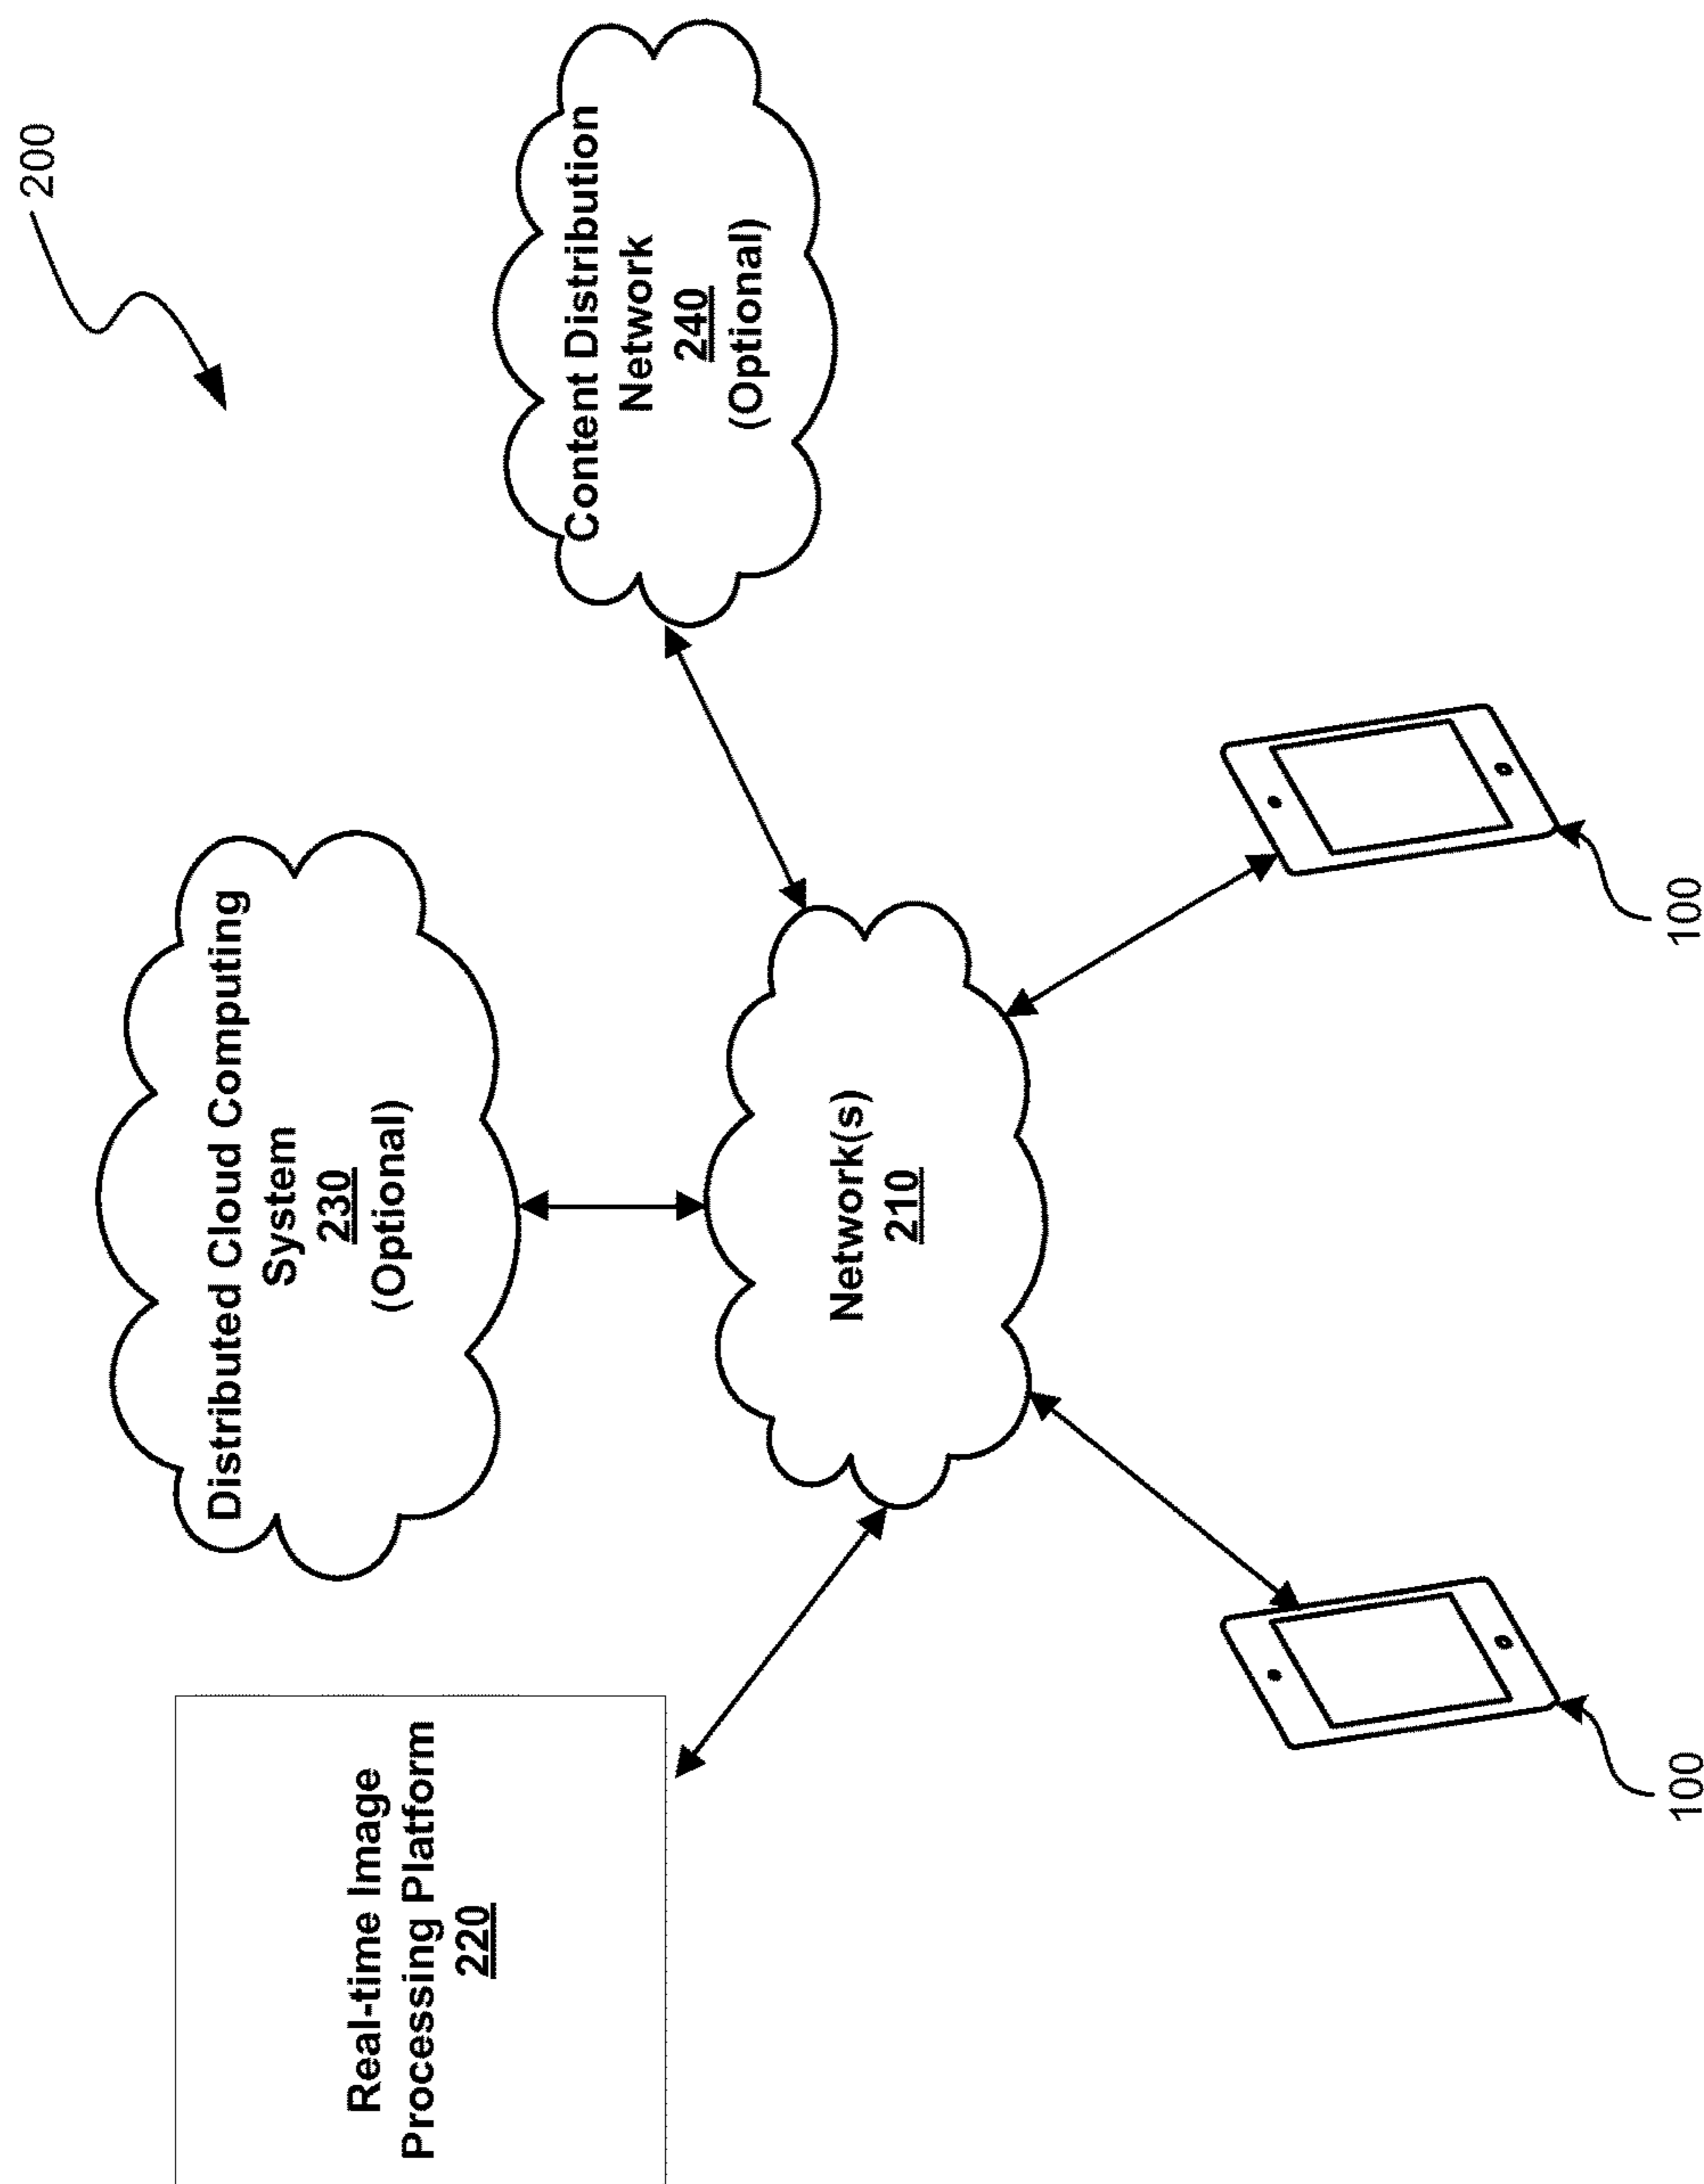 200
Real-time Image
Processing Platform
220
Distributed Cloud Computing
System
230
(Optional)
Content Distribution
Network
240
(Optional)
Network(s)
210
100
100